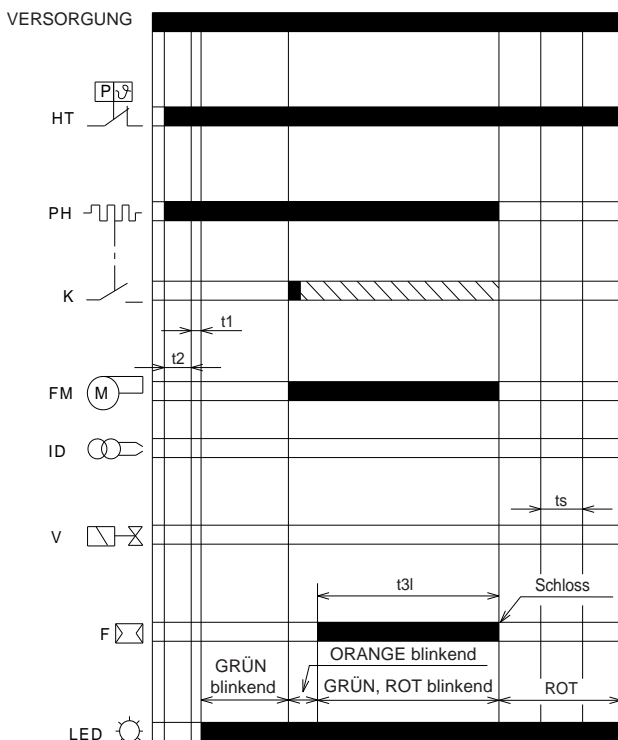 VERSORGUNG
P ϑ
HT
PH
K
t1
t2
FM M
ID
ts
V
t3l
Schloss
F
ORANGE blinkend
GRÜN
blinkend
GRÜN, ROT blinkend
ROT
LED